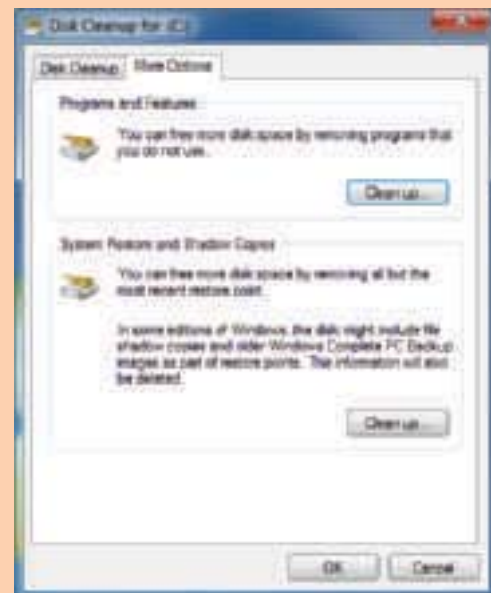 Disk Cleanup for (C:)
Disk Cleanup More Options
Programs and Features
You can free more disk space by removing programs that
you do not use.
Clean up...
System Restore and Shadow Copies
You can free more disk space by removing all but the
most recent restore point.
In some editions of Windows, the disk might include file
shadow copies and older Windows Complete PC Backup
images as part of restore points. This information will also
be deleted.
Clean up...
OK Cancel